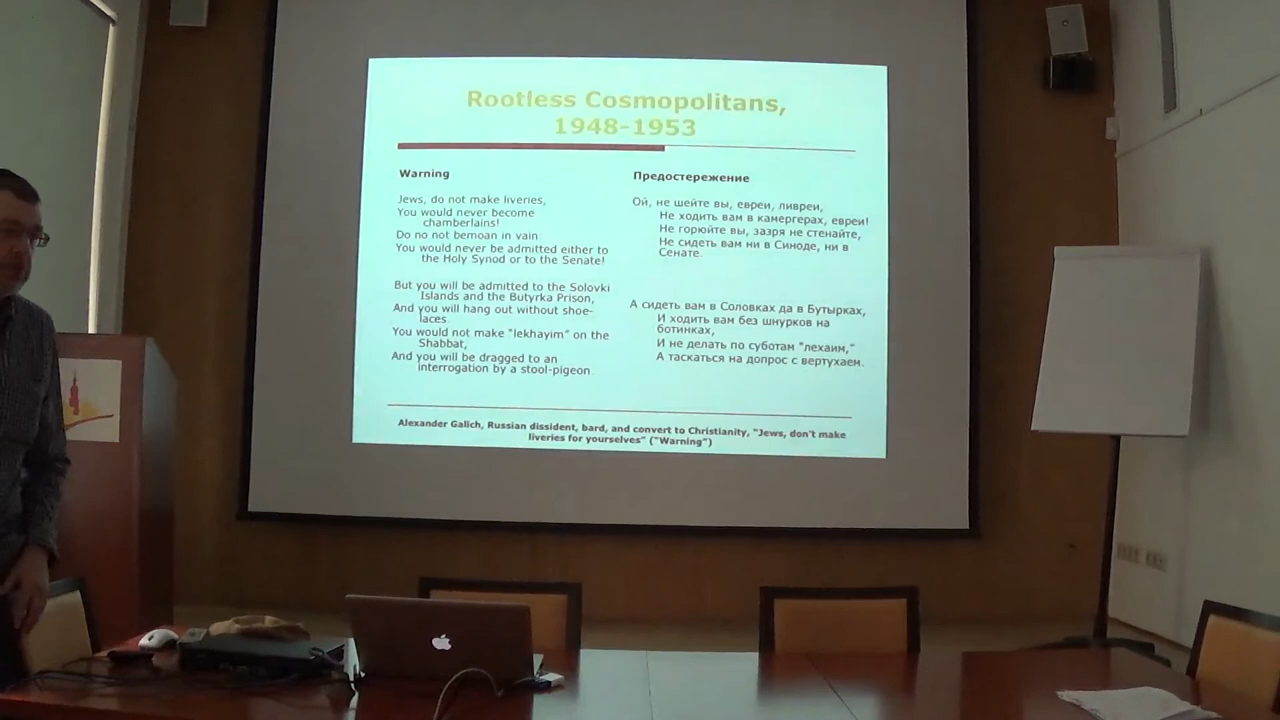 Rootless Cosmopolitans,
1948-1953
Warning
Jews, do not make liveries,
You would never become
chamberlains!
Do no not bemoan in vain
You would never be admitted either to
the Holy Synod or to the Senate!
But you will be admitted to the Solovki
Islands and the Butyrka Prison,
And you will hang out without shoe-
laces.
You would not make "lekhayim" on the
Shabbat,
And you will be dragged to an
interrogation by a stool-pigeon.
Предостережение
Ой, не шейте вы, евреи, ливреи,
Не ходить вам в камергерах, евреи!
Не горюйте вы, зазря не стенайте,
Не сидеть вам ни в Синоде, ни в
Сенате.
А сидеть вам в Соловках да в Бутырках,
И ходить вам без шнурков на
ботинках,
И не делать по суботам "лехаим,"
А таскаться на допрос с вертухаем.
Alexander Galich, Russian dissident, bard, and convert to Christianity, "Jews, don't make
liveries for yourselves" ("Warning")